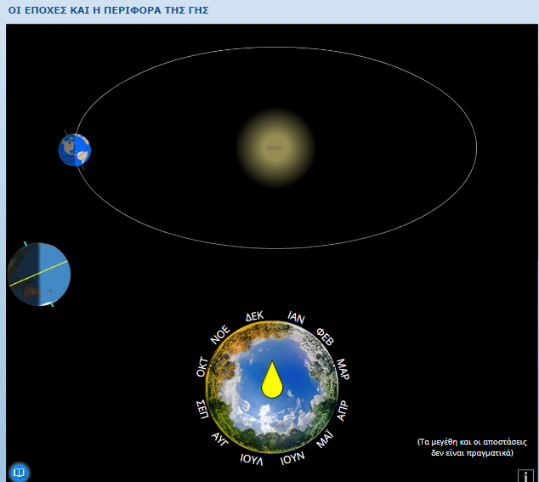 ΟΙ ΕΠΟΧΕΣ ΚΑΙ Η ΠΕΡΙΦΟΡΑ ΤΗΣ ΓΗΣ
Ήλιος
ΔΕΚ
ΙΑΝ
ΝΟΕ
ΦΕΒ
ΟΚΤ
ΜΑΡ
ΣΕΠ
ΑΠΡ
ΑΥΓ
ΜΑΪ
ΙΟΥΛ
ΙΟΥΝ
(Τα μεγέθη και οι αποστάσεις
δεν είναι πραγματικά)
i